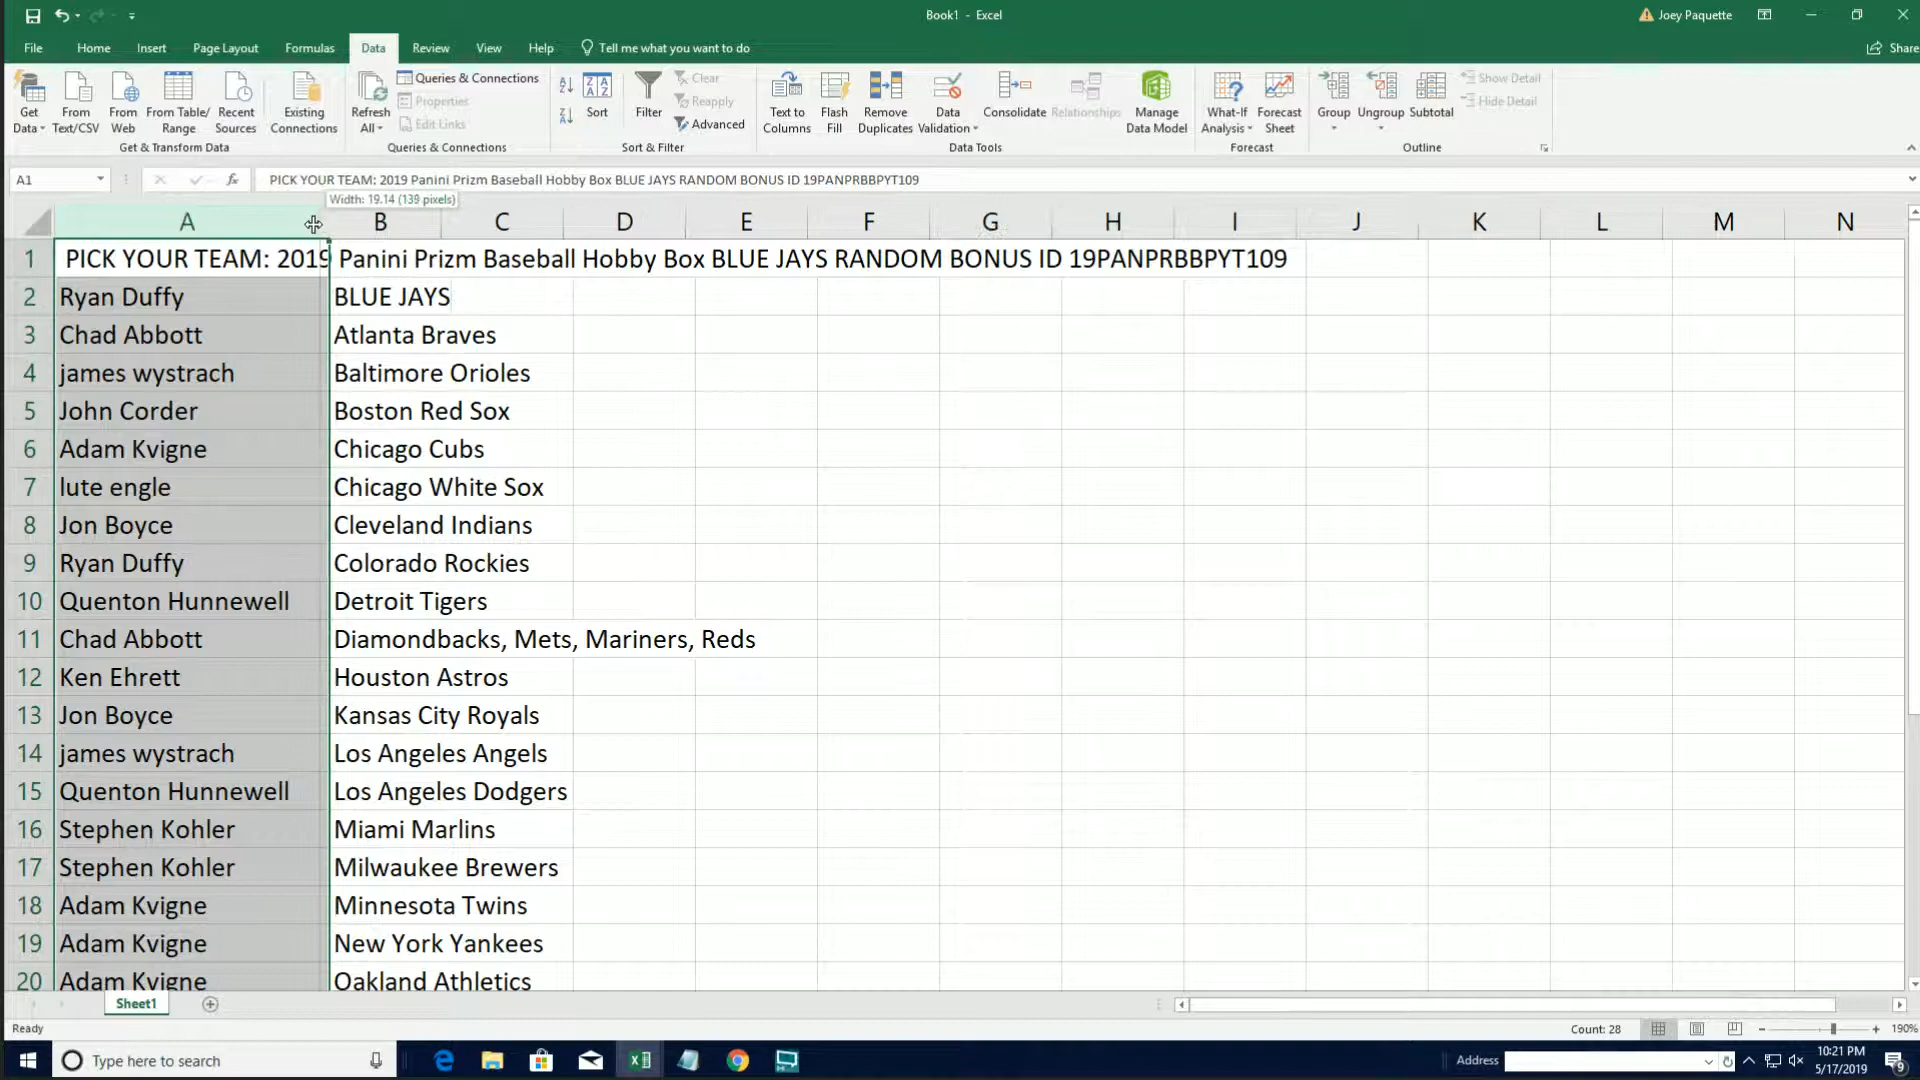 Book1 - Excel
Joey Paquette
File Home Insert Page Layout Formulas Data Review View Help Tell me what you want to do
Share
Get Data
From Text/CSV
From Web
From Table/ Range
Recent Sources
Existing Connections
Get & Transform Data
Refresh All
Queries & Connections
Properties
Edit Links
Queries & Connections
Sort
Filter
Clear
Reapply
Advanced
Sort & Filter
Text to Columns
Flash Fill
Remove Duplicates
Data Validation
Consolidate
Relationships
Manage Data Model
Data Tools
What-If Analysis
Forecast Sheet
Forecast
Group
Ungroup
Subtotal
Show Detail
Hide Detail
Outline
A1
fx
PICK YOUR TEAM: 2019 Panini Prizm Baseball Hobby Box BLUE JAYS RANDOM BONUS ID 19PANPRBBPYT109
Width: 19.14 (139 pixels)
A B C D E F G H I J K L M N
1 PICK YOUR TEAM: 2019 Panini Prizm Baseball Hobby Box BLUE JAYS RANDOM BONUS ID 19PANPRBBPYT109
2 Ryan Duffy BLUE JAYS
3 Chad Abbott Atlanta Braves
4 james wystrach Baltimore Orioles
5 John Corder Boston Red Sox
6 Adam Kvigne Chicago Cubs
7 lute engle Chicago White Sox
8 Jon Boyce Cleveland Indians
9 Ryan Duffy Colorado Rockies
10 Quenton Hunnewell Detroit Tigers
11 Chad Abbott Diamondbacks, Mets, Mariners, Reds
12 Ken Ehrett Houston Astros
13 Jon Boyce Kansas City Royals
14 james wystrach Los Angeles Angels
15 Quenton Hunnewell Los Angeles Dodgers
16 Stephen Kohler Miami Marlins
17 Stephen Kohler Milwaukee Brewers
18 Adam Kvigne Minnesota Twins
19 Adam Kvigne New York Yankees
20 Adam Kvigne Oakland Athletics
Sheet1
Ready
Count: 28
190%
Type here to search
Address
10:21 PM
5/17/2019
9